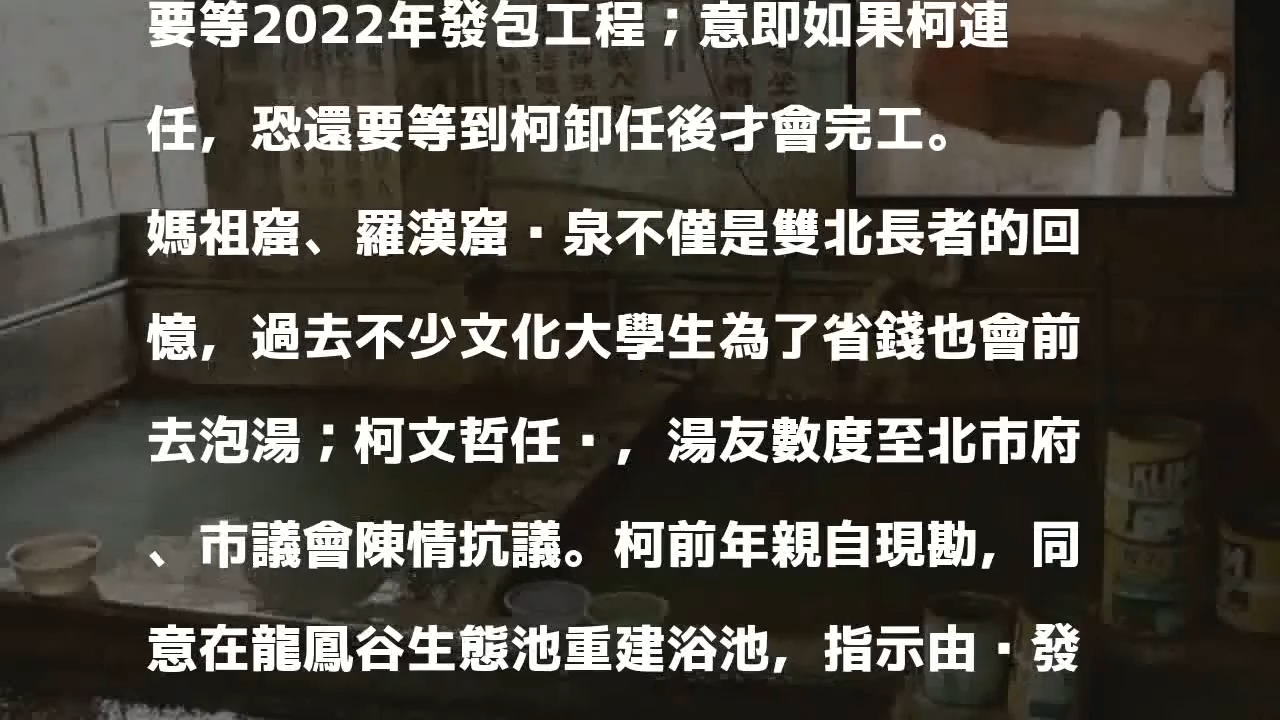 要等2022年發包工程；意即如果柯連
任，恐還要等到柯卸任後才會完工。
媽祖窟、羅漢窟▪泉不僅是雙北長者的回
憶，過去不少文化大學生為了省錢也會前
去泡湯；柯文哲任▪，湯友數度至北市府
、市議會陳情抗議。柯前年親自現勘，同
意在龍鳳谷生態池重建浴池，指示由▪發